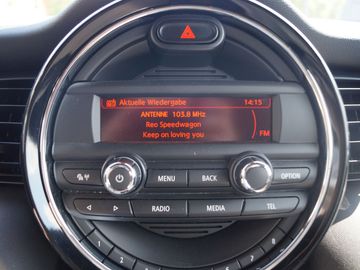 Aktuelle Wiedergabe 14:15
ANTENNE 103.8 MHz
Reo Speedwagon
Keep on loving you
FM
MENU BACK OPTION
RADIO MEDIA TEL